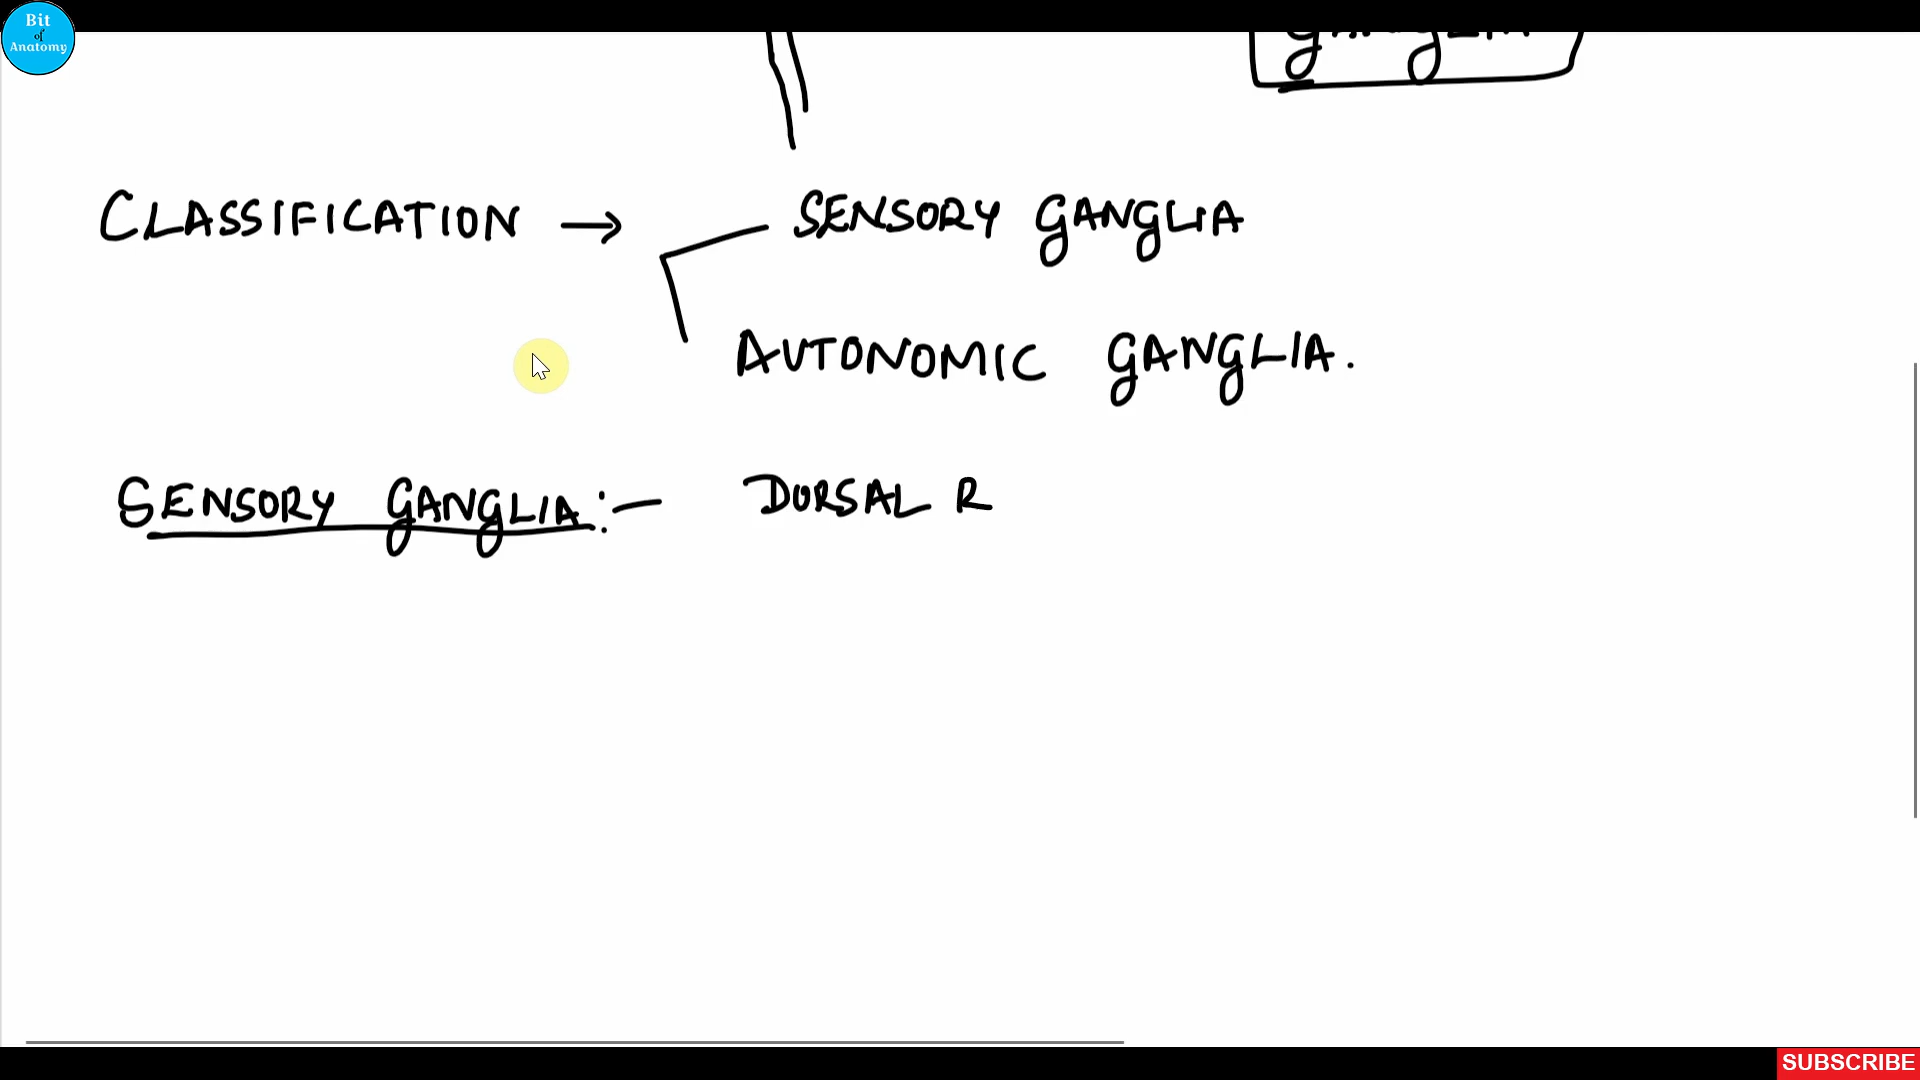 Bit
of
Anatomy
CLASSIFICATION → SENSORY GANGLIA
AUTONOMIC GANGLIA.
SENSORY GANGLIA:- DORSAL R
SUBSCRIBE